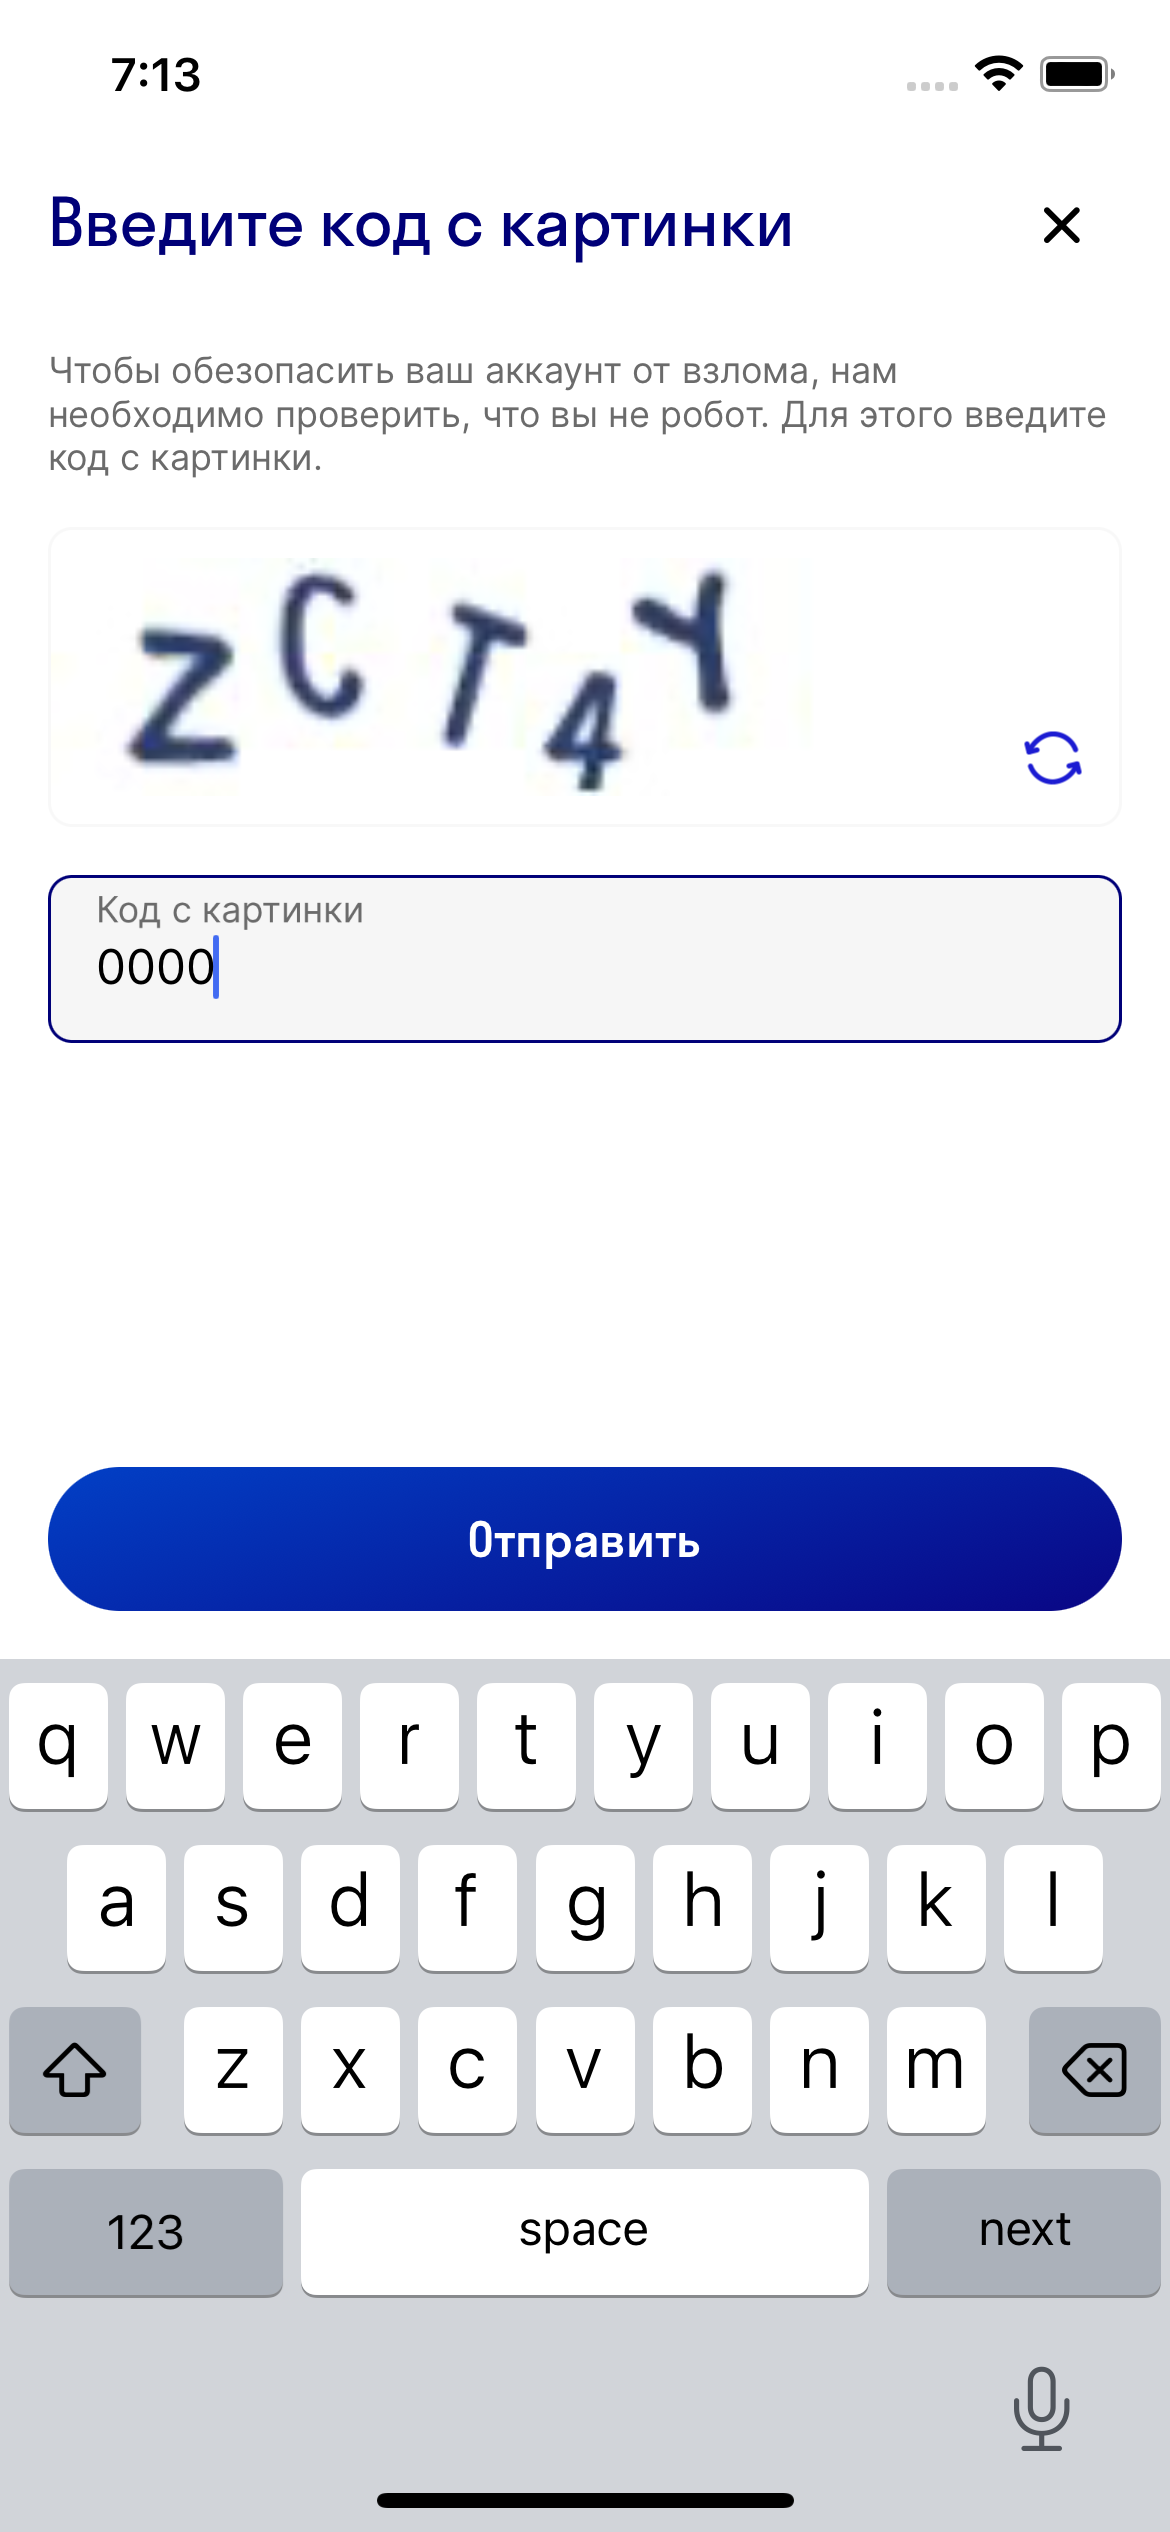 7:13
Введите код с картинки
Чтобы обезопасить ваш аккаунт от взлома, нам
необходимо проверить, что вы не робот. Для этого введите
код с картинки.
Z C T 4 Y
Код с картинки
0000
Отправить
q w e r t y u i o p
a s d f g h j k l
z x c v b n m
123 space next